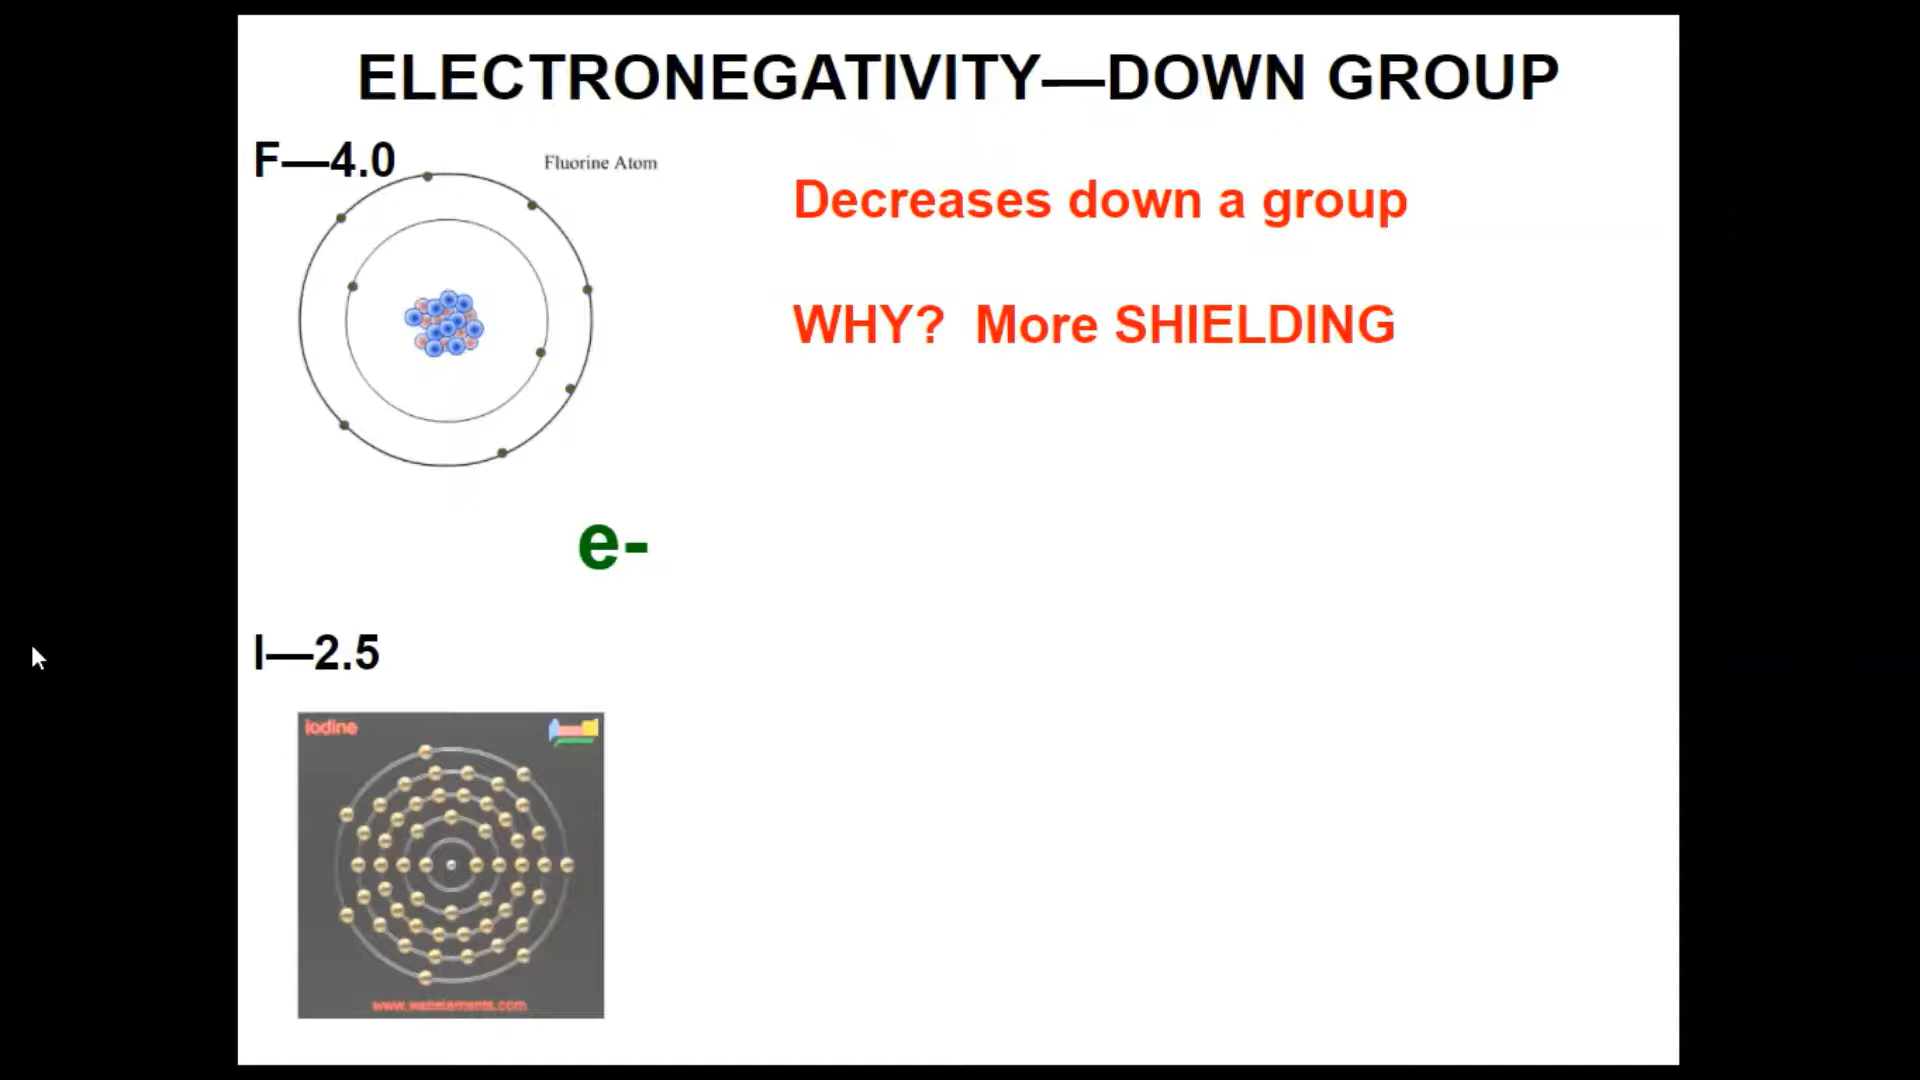 ELECTRONEGATIVITY—DOWN GROUP
F—4.0
Fluorine Atom
Decreases down a group
WHY? More SHIELDING
e-
I—2.5
iodine
www.webelements.com